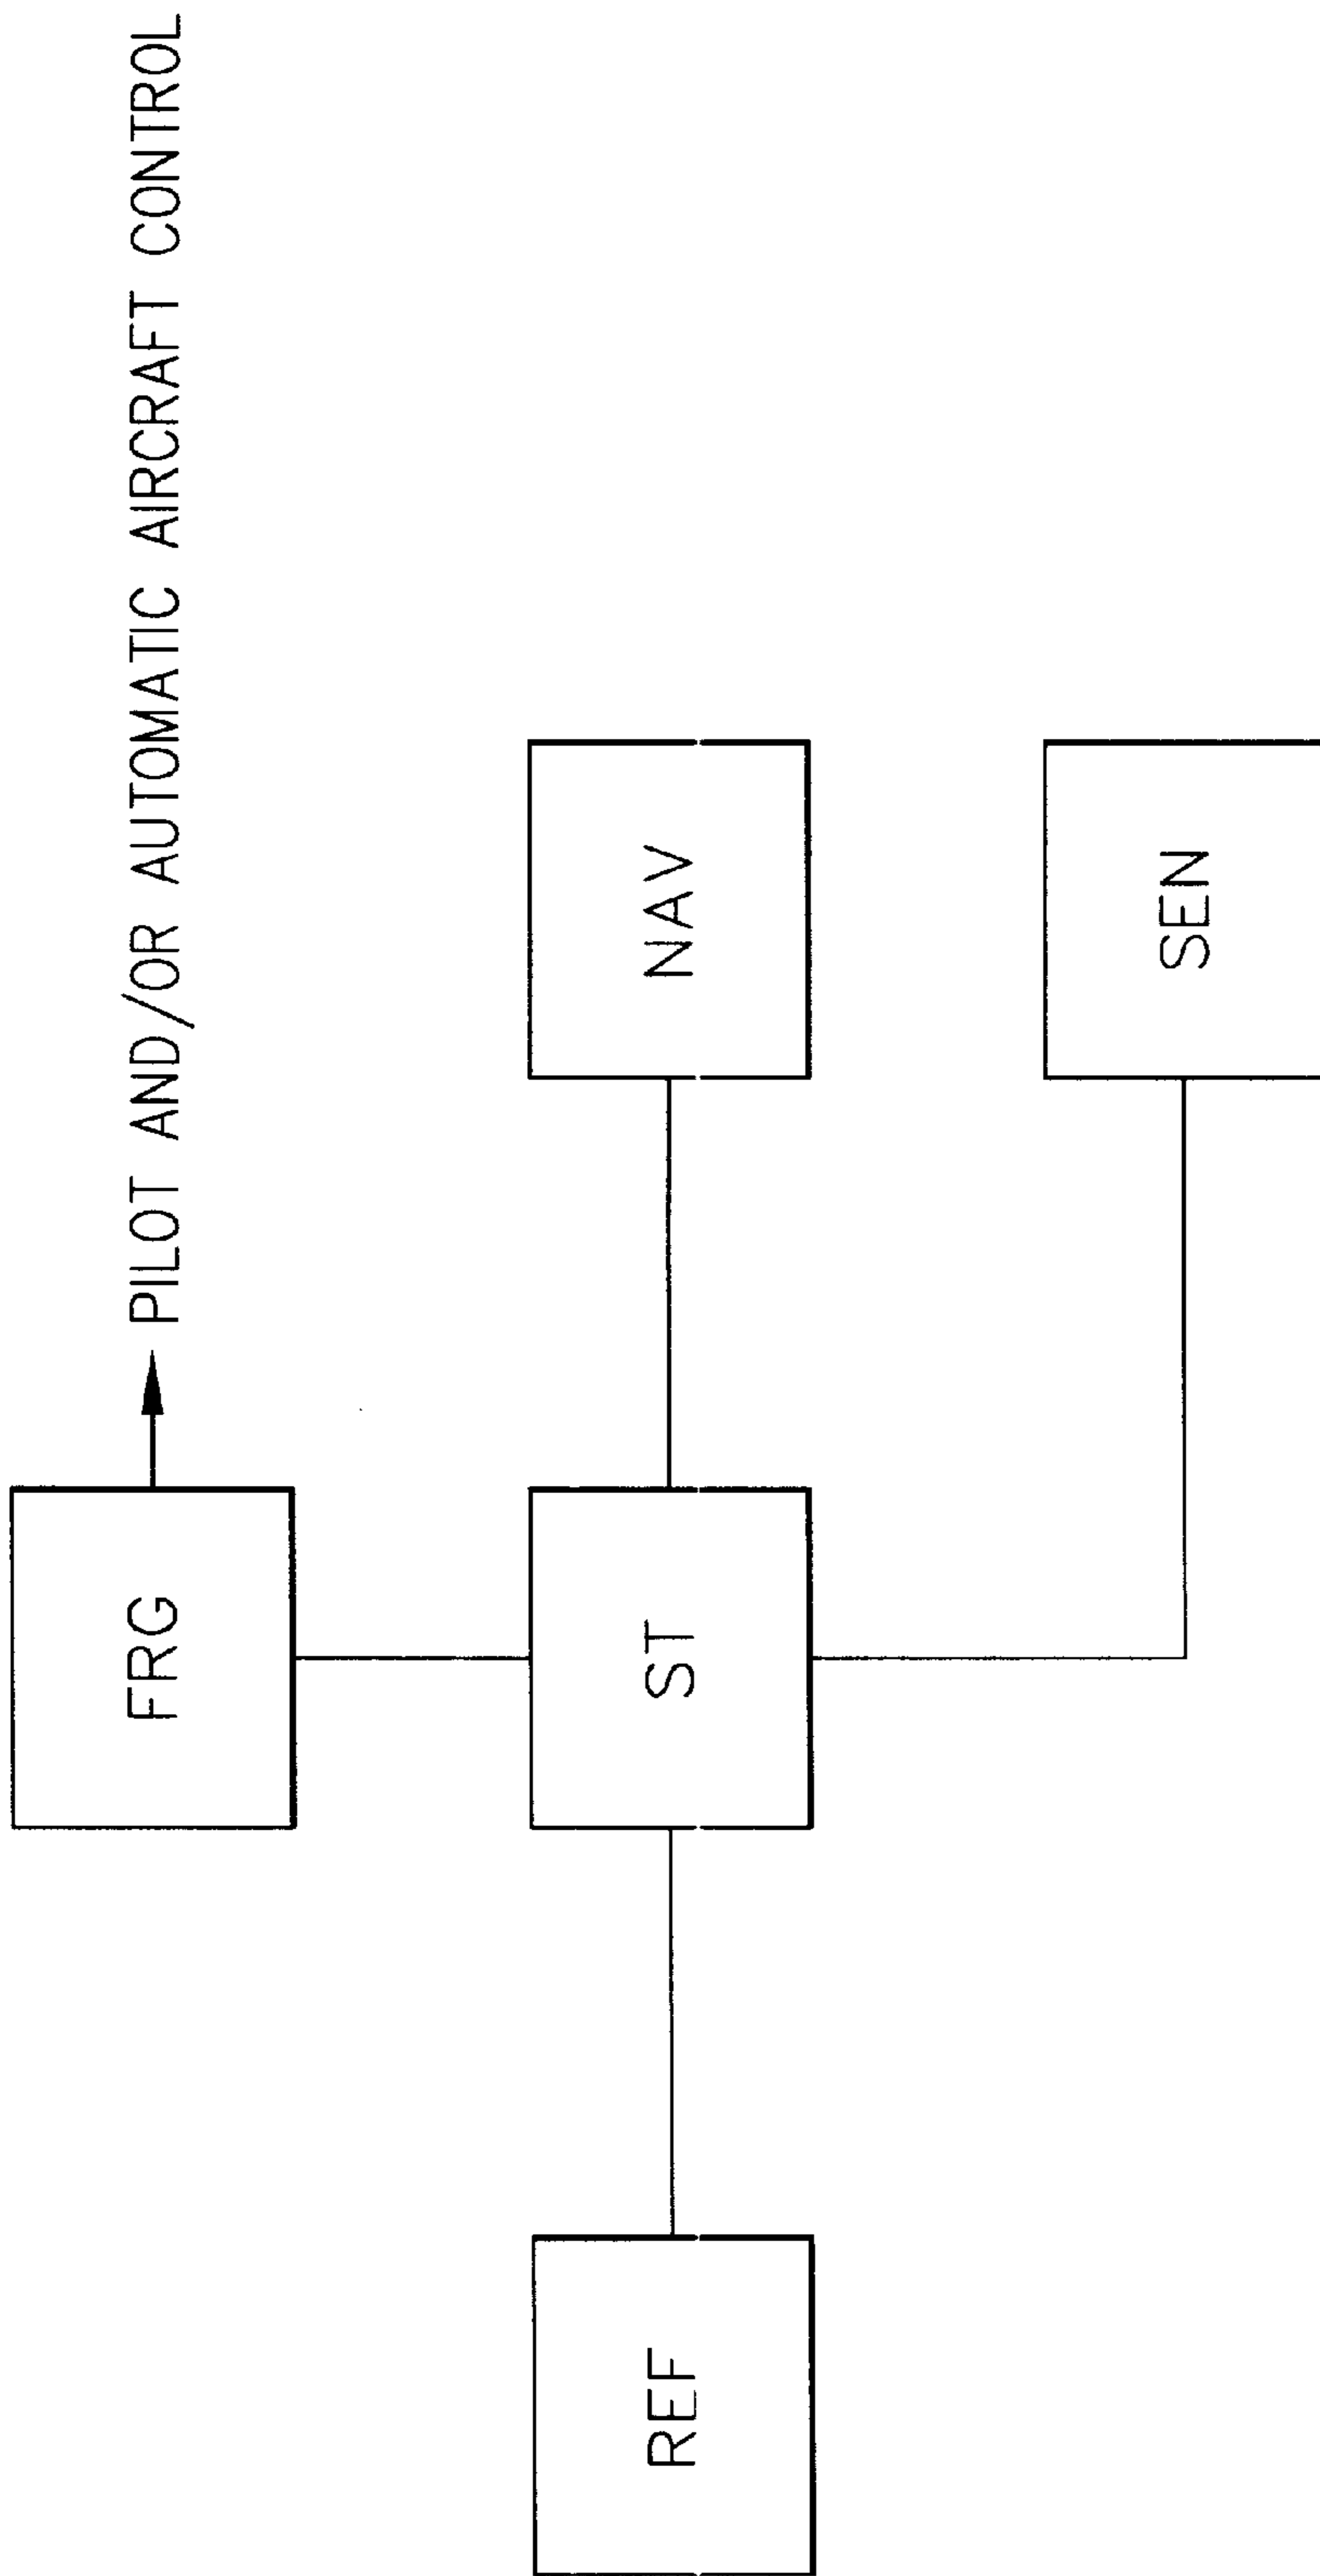 FRG
PILOT AND/OR AUTOMATIC AIRCRAFT CONTROL
REF
ST
NAV
SEN